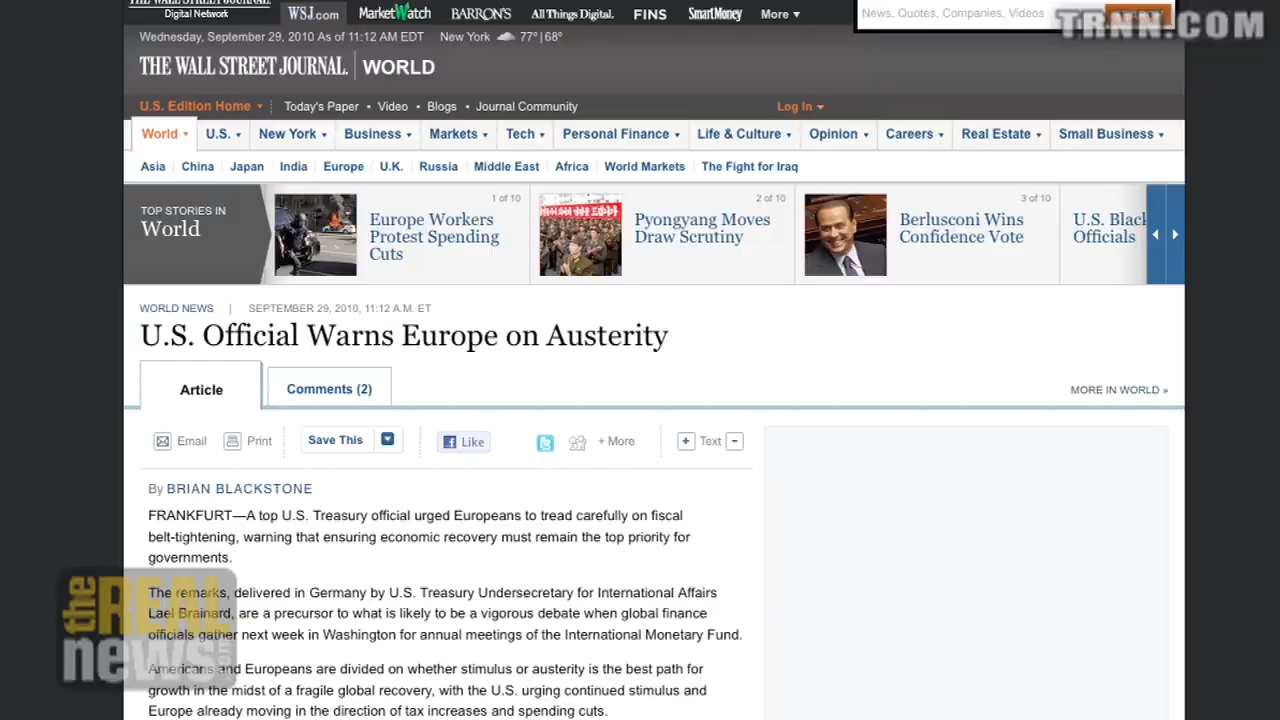 THE WALL STREET JOURNAL.
Digital Network
WSJ.com
MarketWatch
BARRON'S
All Things Digital.
FINS
SmartMoney
More
News, Quotes, Companies, Videos
TRNN.COM
Wednesday, September 29, 2010 As of 11:12 AM EDT New York 77° | 68°
THE WALL STREET JOURNAL. WORLD
U.S. Edition Home Today's Paper • Video • Blogs • Journal Community Log In
World U.S. New York Business Markets Tech Personal Finance Life & Culture Opinion Careers Real Estate Small Business
Asia China Japan India Europe U.K. Russia Middle East Africa World Markets The Fight for Iraq
TOP STORIES IN
World
1 of 10
Europe Workers
Protest Spending
Cuts
2 of 10
Pyongyang Moves
Draw Scrutiny
3 of 10
Berlusconi Wins
Confidence Vote
U.S.
Officials
WORLD NEWS | SEPTEMBER 29, 2010, 11:12 A.M. ET
U.S. Official Warns Europe on Austerity
Article
Comments (2)
MORE IN WORLD »
Email Print Save This Like + More + Text -
By BRIAN BLACKSTONE
FRANKFURT—A top U.S. Treasury official urged Europeans to tread carefully on fiscal
belt-tightening, warning that ensuring economic recovery must remain the top priority for
governments.
The remarks, delivered in Germany by U.S. Treasury Undersecretary for International Affairs
Lael Brainard, are a precursor to what is likely to be a vigorous debate when global finance
officials gather next week in Washington for annual meetings of the International Monetary Fund.
Americans and Europeans are divided on whether stimulus or austerity is the best path for
growth in the midst of a fragile global recovery, with the U.S. urging continued stimulus and
Europe already moving in the direction of tax increases and spending cuts.
the REAL
news.com